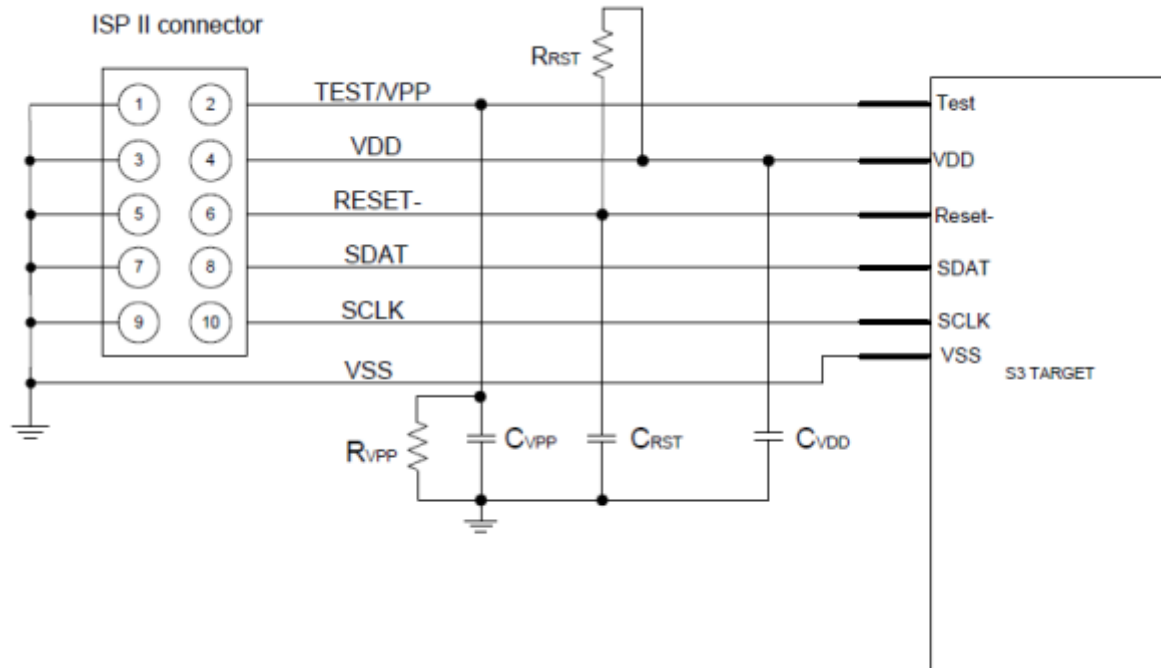 ISP II connector
RRST
1 2 TEST/VPP Test
3 4 VDD VDD
5 6 RESET- Reset-
7 8 SDAT SDAT
9 10 SCLK SCLK
VSS VSS
S3 TARGET
RVPP CVPP CRST CVDD